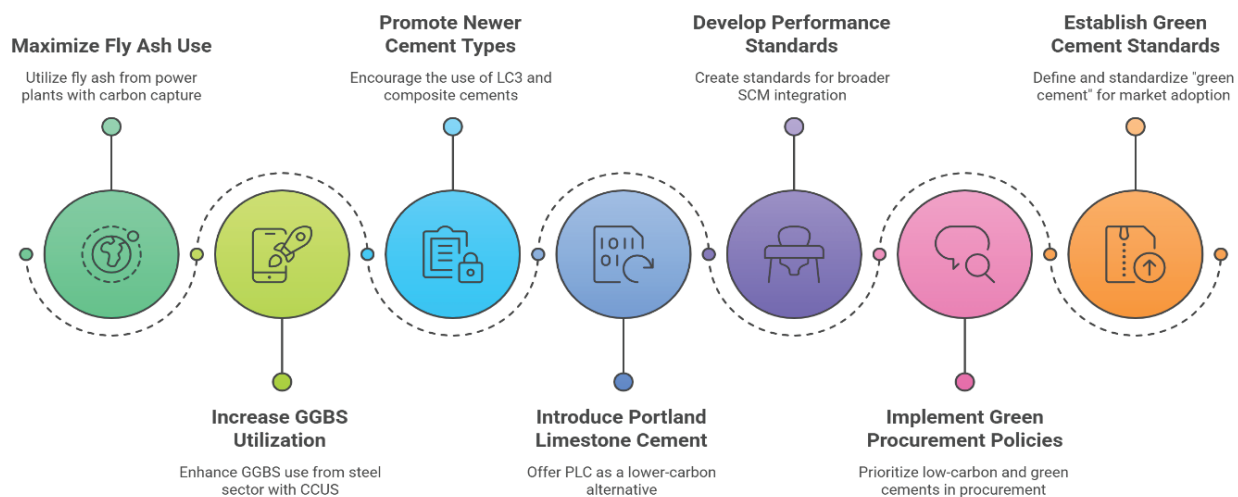 Maximize Fly Ash Use
Utilize fly ash from power
plants with carbon capture
Increase GGBS
Utilization
Enhance GGBS use from steel
sector with CCUS
Promote Newer
Cement Types
Encourage the use of LC3 and
composite cements
Introduce Portland
Limestone Cement
Offer PLC as a lower-carbon
alternative
Develop Performance
Standards
Create standards for broader
SCM integration
Implement Green
Procurement Policies
Prioritize low-carbon and green
cements in procurement
Establish Green
Cement Standards
Define and standardize "green
cement" for market adoption